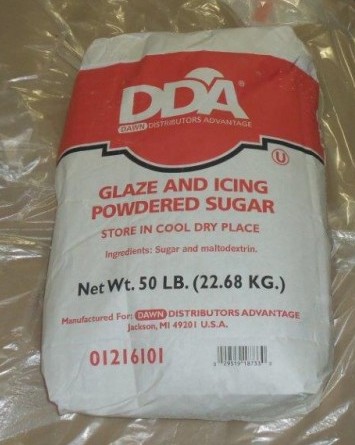 DDA®
DAWN DISTRIBUTORS ADVANTAGE
U
GLAZE AND ICING
POWDERED SUGAR
STORE IN COOL DRY PLACE
Ingredients: Sugar and maltodextrin.
Net Wt. 50 LB. (22.68 KG.)
Manufactured For: DAWN DISTRIBUTORS ADVANTAGE
Jackson, MI 49201 U.S.A.
01216101